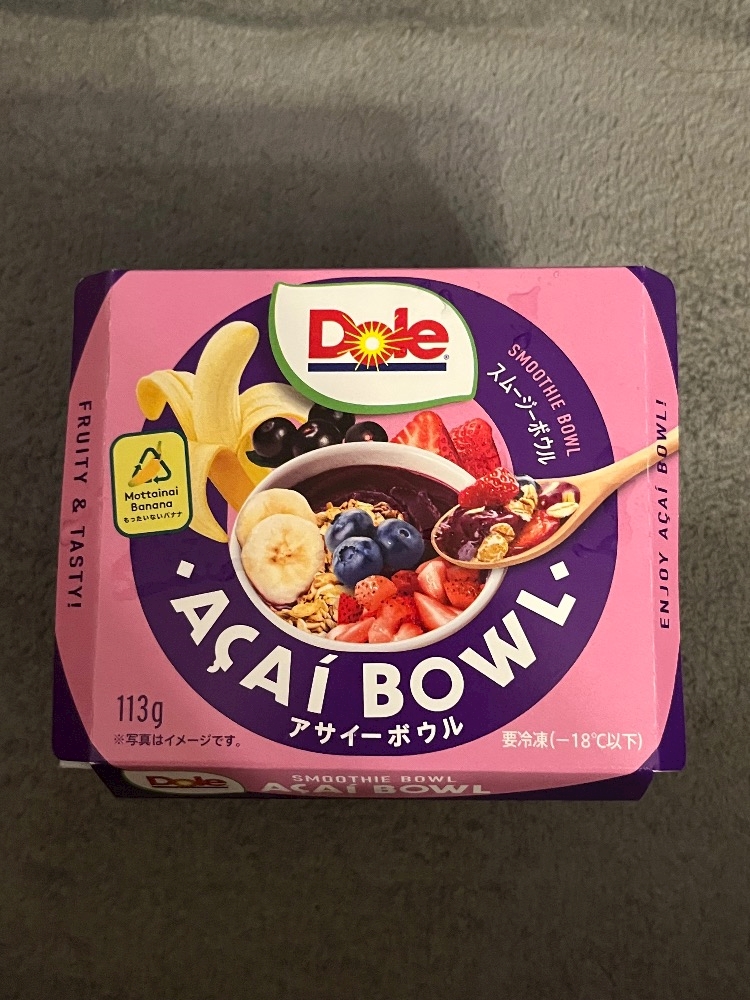 Dole
SMOOTHIE BOWL
スムージーボウル
FRUITY & TASTY!
Mottainai
Banana
もったいないバナナ
ENJOY AÇAÍ BOWL!
・AÇAÍ BOWL・
アサイーボウル
113g
※写真はイメージです。
要冷凍(−18℃以下)
Dole
SMOOTHIE BOWL
AÇAÍ BOWL